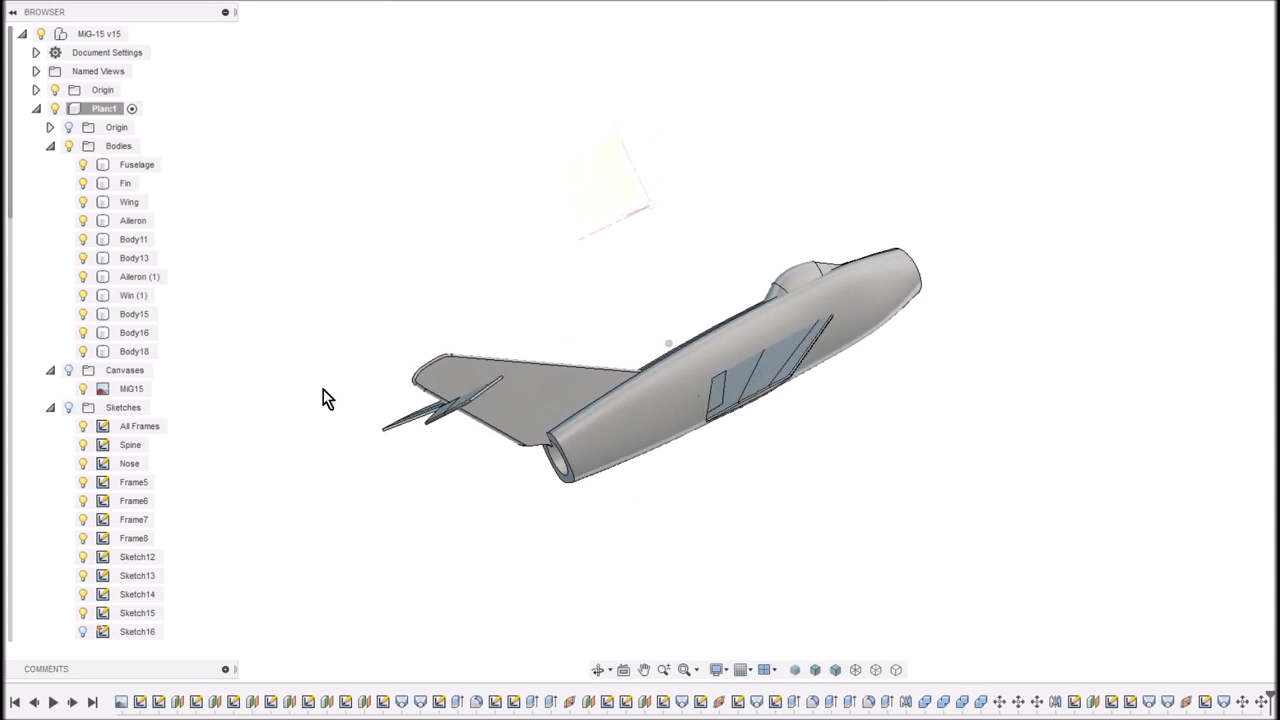 BROWSER
MiG-15 v15
Document Settings
Named Views
Origin
Plan:1
Origin
Bodies
Fuselage
Fin
Wing
Aileron
Body11
Body13
Aileron (1)
Win (1)
Body15
Body16
Body18
Canvases
MiG15
Sketches
All Frames
Spine
Nose
Frame5
Frame6
Frame7
Frame8
Sketch12
Sketch13
Sketch14
Sketch15
Sketch16
COMMENTS